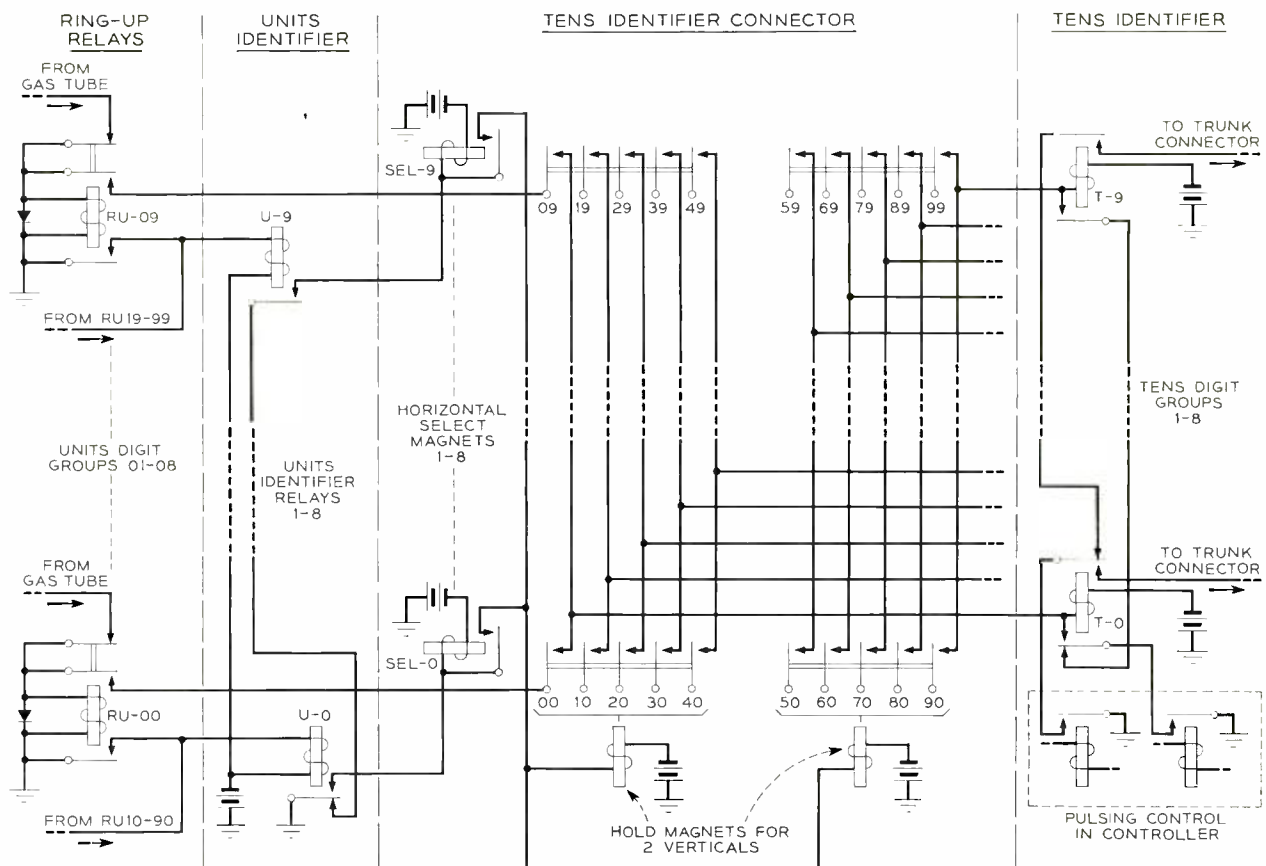 RING-UP
RELAYS
UNITS
IDENTIFIER
TENS IDENTIFIER CONNECTOR
TENS IDENTIFIER
FROM
GAS TUBE
SEL-9
TO TRUNK
CONNECTOR
RU-09
U-9
09
19
29
39
49
59
69
79
89
99
T-9
FROM RU19-99
HORIZONTAL
SELECT
MAGNETS
1-8
TENS DIGIT
GROUPS
1-8
UNITS DIGIT
GROUPS 01-08
UNITS
IDENTIFIER
RELAYS
1-8
FROM
GAS TUBE
TO TRUNK
CONNECTOR
SEL-0
T-0
RU-00
U-0
00
10
20
30
40
50
60
70
80
90
FROM RU10-90
HOLD MAGNETS FOR
2 VERTICALS
PULSING CONTROL
IN CONTROLLER